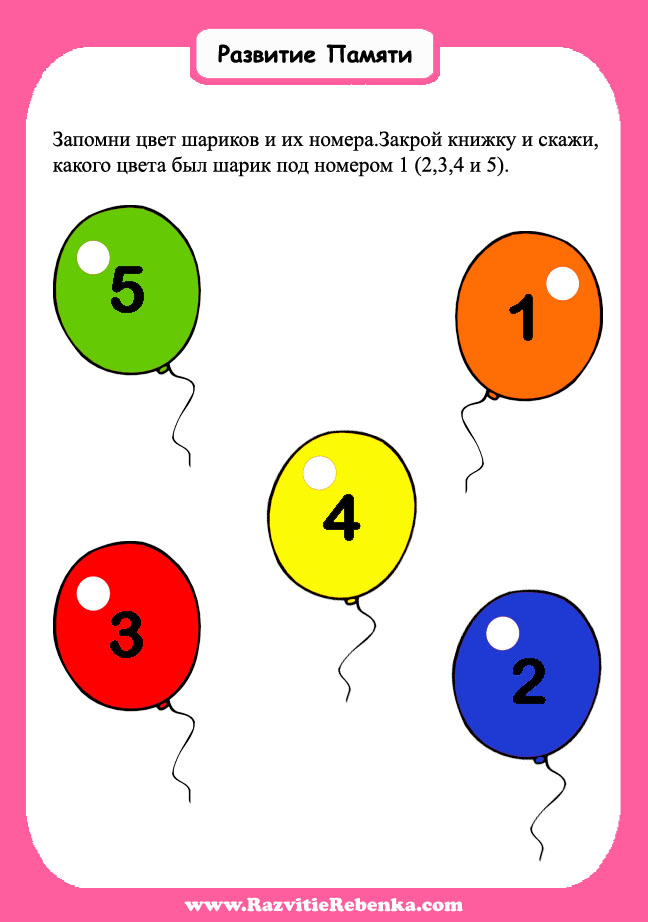 Развитие Памяти
Запомни цвет шариков и их номера.Закрой книжку и скажи,
какого цвета был шарик под номером 1 (2,3,4 и 5).
5
1
4
3
2
www.RazvitieRebenka.com